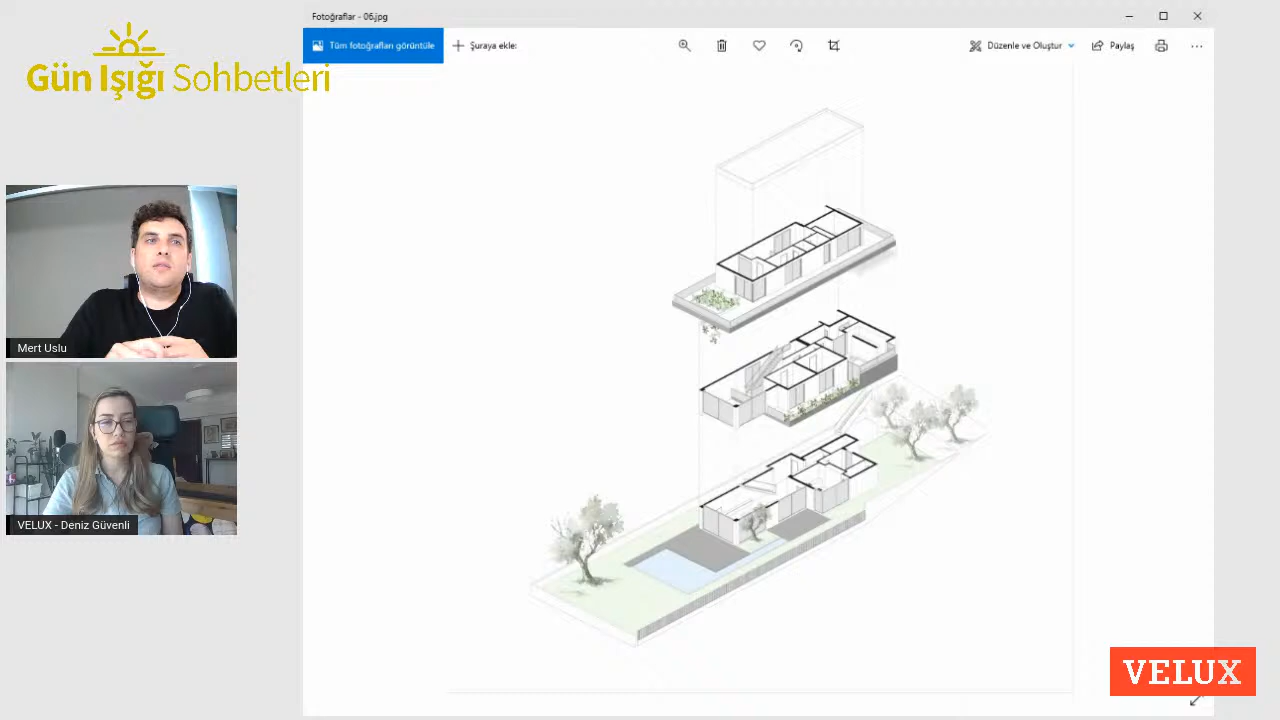 Fotoğraflar - 06.jpg
Tüm fotoğrafları görüntüle
Şuraya ekle:
Düzenle ve Oluştur
Paylaş
Gün Işığı Sohbetleri
Mert Uslu
VELUX - Deniz Güvenli
VELUX